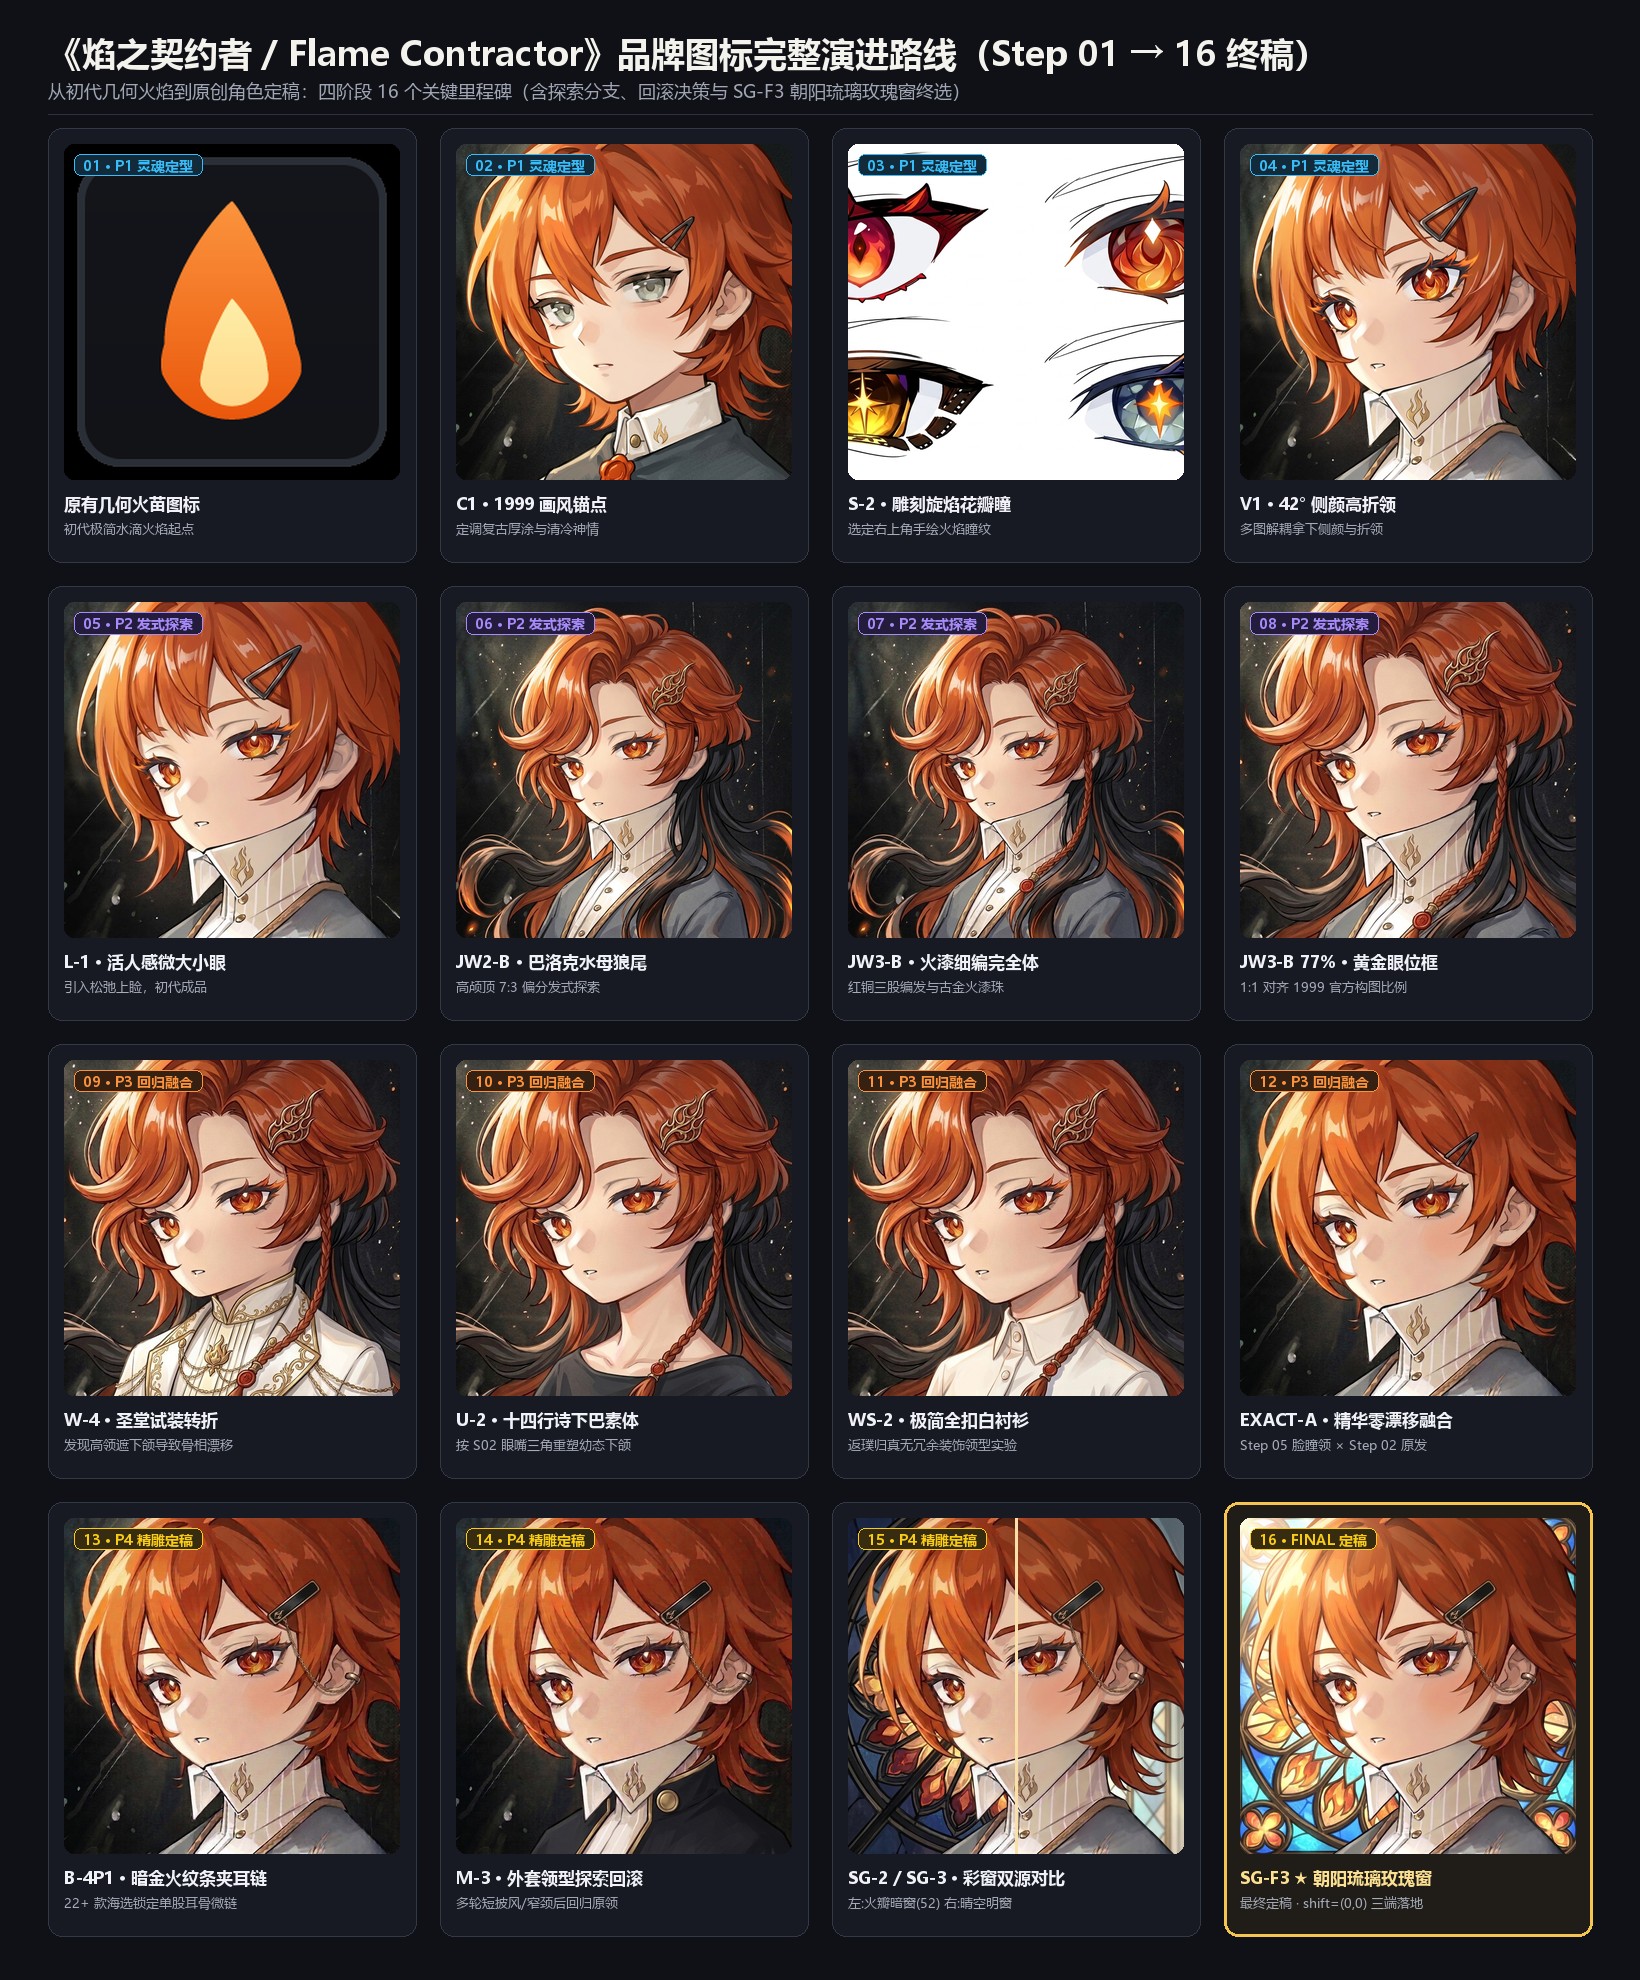 《焰之契约者 / Flame Contractor》品牌图标完整演进路线（Step 01 → 16 终稿）
从初代几何火焰到原创角色定稿：四阶段 16 个关键里程碑（含探索分支、回滚决策与 SG-F3 朝阳琉璃玫瑰窗终选）
01 • P1 灵魂定型
原有几何火苗图标
初代极简水滴火焰起点
02 • P1 灵魂定型
C1 • 1999 画风锚点
定调复古厚涂与清冷神情
03 • P1 灵魂定型
S-2 • 雕刻旋焰花瓣瞳
选定右上角手绘火焰瞳纹
04 • P1 灵魂定型
V1 • 42° 侧颜高折领
多图解耦拿下侧颜与折领
05 • P2 发式探索
L-1 • 活人感微大小眼
引入松弛上睑，初代成品
06 • P2 发式探索
JW2-B • 巴洛克水母狼尾
高颅顶 7:3 偏分发式探索
07 • P2 发式探索
JW3-B • 火漆细编完全体
红铜三股编发与古金火漆珠
08 • P2 发式探索
JW3-B 77% • 黄金眼位框
1:1 对齐 1999 官方构图比例
09 • P3 回归融合
W-4 • 圣堂试装转折
发现高领遮下颌导致骨相漂移
10 • P3 回归融合
U-2 • 十四行诗下巴素体
按 S02 眼嘴三角重塑幼态下颌
11 • P3 回归融合
WS-2 • 极简全扣白衬衫
返璞归真无冗余装饰领型实验
12 • P3 回归融合
EXACT-A • 精华零漂移融合
Step 05 脸瞳领 × Step 02 原发
13 • P4 精雕定稿
B-4P1 • 暗金火纹条夹耳链
22+ 款海选锁定单股耳骨微链
14 • P4 精雕定稿
M-3 • 外套领型探索回滚
多轮短披风/窄颈后回归原领
15 • P4 精雕定稿
SG-2 / SG-3 • 彩窗双源对比
左:火瓣暗窗(52) 右:晴空明窗
16 • FINAL 定稿
SG-F3 ★ 朝阳琉璃玫瑰窗
最终定稿 · shift=(0,0) 三端落地